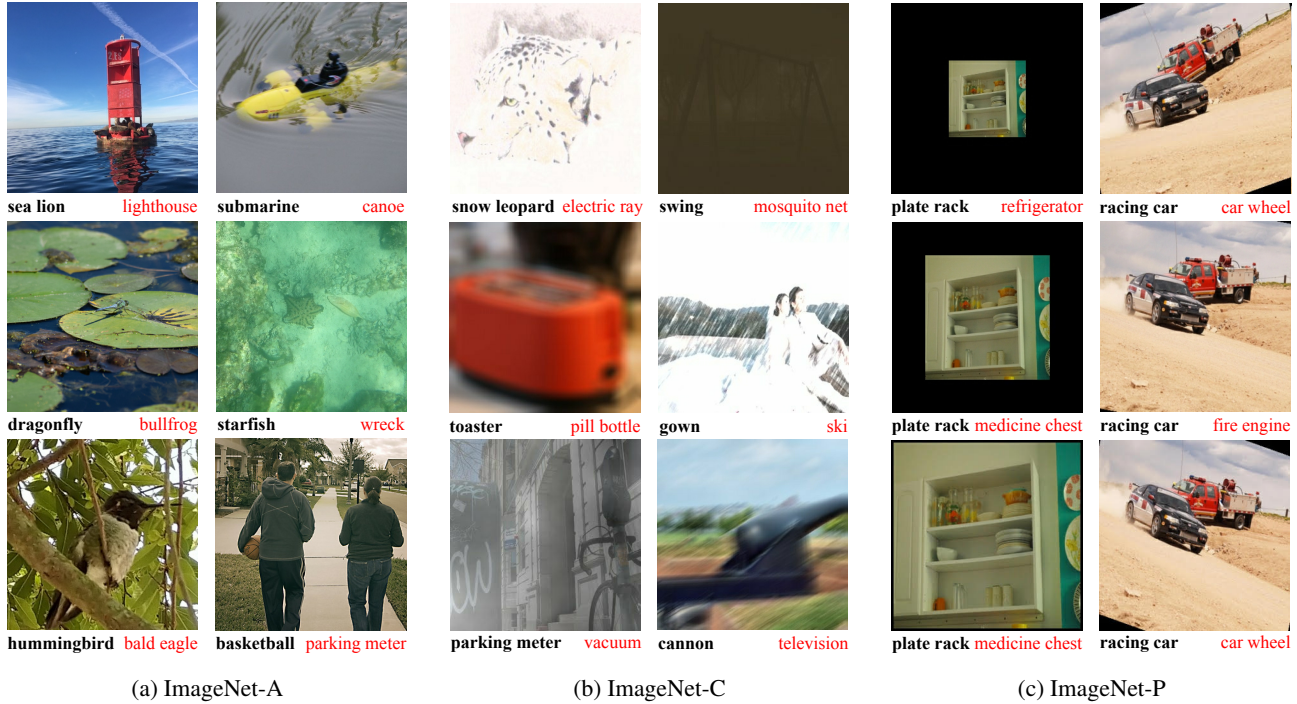 sea lion lighthouse submarine canoe snow leopard electric ray swing mosquito net plate rack refrigerator racing car car wheel
dragonfly bullfrog starfish wreck toaster pill bottle gown ski plate rack medicine chest racing car fire engine
hummingbird bald eagle basketball parking meter parking meter vacuum cannon television plate rack medicine chest racing car car wheel
(a) ImageNet-A (b) ImageNet-C (c) ImageNet-P